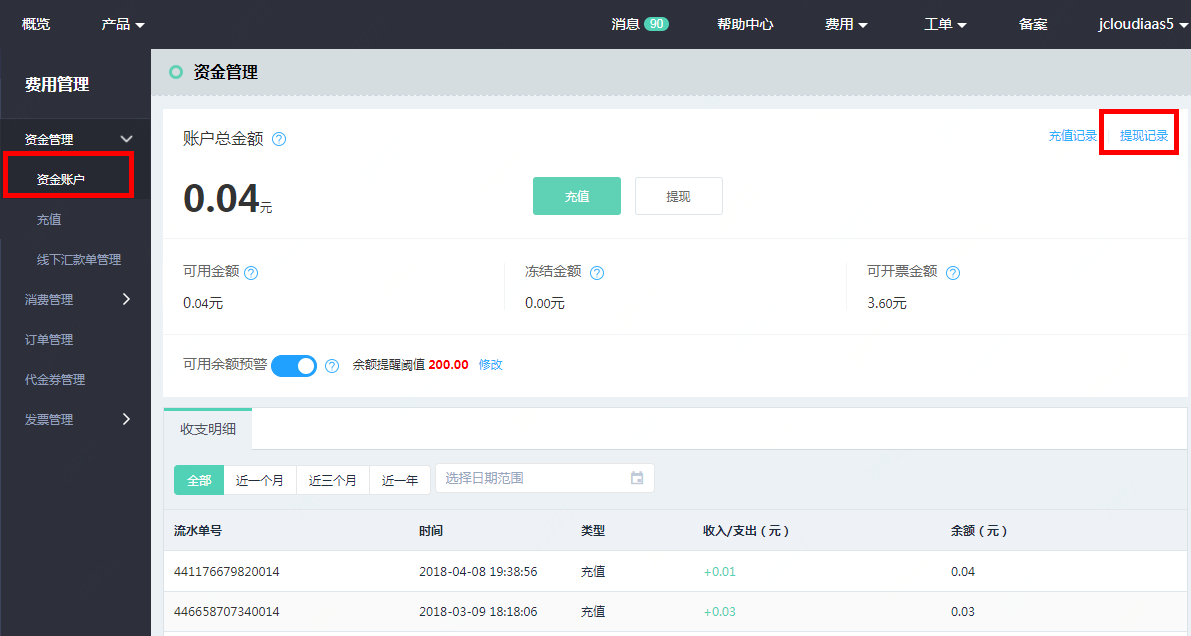 概览 产品 消息 90 帮助中心 费用 工单 备案 jcloudiaas5
费用管理
资金管理
资金账户
充值
线下汇款单管理
消费管理
订单管理
代金券管理
发票管理
资金管理
账户总金额 ? 充值记录 提现记录
0.04元 充值 提现
可用金额 ? 冻结金额 ? 可开票金额 ?
0.04元 0.00元 3.60元
可用余额预警 ? 余额提醒阈值 200.00 修改
收支明细
全部 近一个月 近三个月 近一年 选择日期范围
流水单号 时间 类型 收入/支出（元） 余额（元）
441176679820014 2018-04-08 19:38:56 充值 +0.01 0.04
446658707340014 2018-03-09 18:18:06 充值 +0.03 0.03